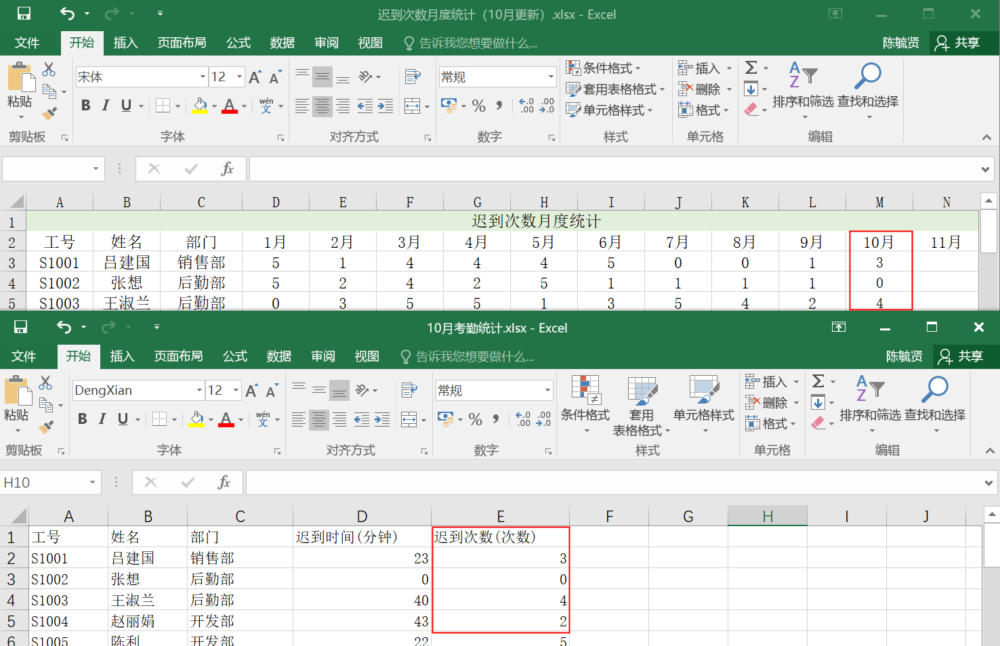 迟到次数月度统计（10月更新）.xlsx - Excel
文件 开始 插入 页面布局 公式 数据 审阅 视图 告诉我您想要做什么... 陈毓贤 共享
宋体 12 A A 常规 条件格式 插入 Σ A Z
粘贴 套用表格格式 删除 排序和筛选 查找和选择
B I U A wén 文 % , .0 .00 .00 .0 单元格样式 格式
剪贴板 字体 对齐方式 数字 样式 单元格 编辑
fx
A B C D E F G H I J K L M N
1 迟到次数月度统计
2 工号 姓名 部门 1月 2月 3月 4月 5月 6月 7月 8月 9月 10月 11月
3 S1001 吕建国 销售部 5 1 4 4 4 5 0 0 1 3
4 S1002 张想 后勤部 5 2 4 2 5 1 1 1 1 0
5 S1003 王淑兰 后勤部 0 3 5 5 1 3 5 4 2 4
10月考勤统计.xlsx - Excel
文件 开始 插入 页面布局 公式 数据 审阅 视图 告诉我您想要做什么... 陈毓贤 共享
DengXian 12 A A 常规 插入 Σ A Z
粘贴 条件格式 套用 表格格式 单元格样式 删除 排序和筛选 查找和选择
B I U A wén 文 % , .0 .00 .00 .0 格式
剪贴板 字体 对齐方式 数字 样式 单元格 编辑
H10 fx
A B C D E F G H I J
1 工号 姓名 部门 迟到时间(分钟) 迟到次数(次数)
2 S1001 吕建国 销售部 23 3
3 S1002 张想 后勤部 0 0
4 S1003 王淑兰 后勤部 40 4
5 S1004 赵丽娟 开发部 43 2
6 S1005 陈利 开发部 22 5